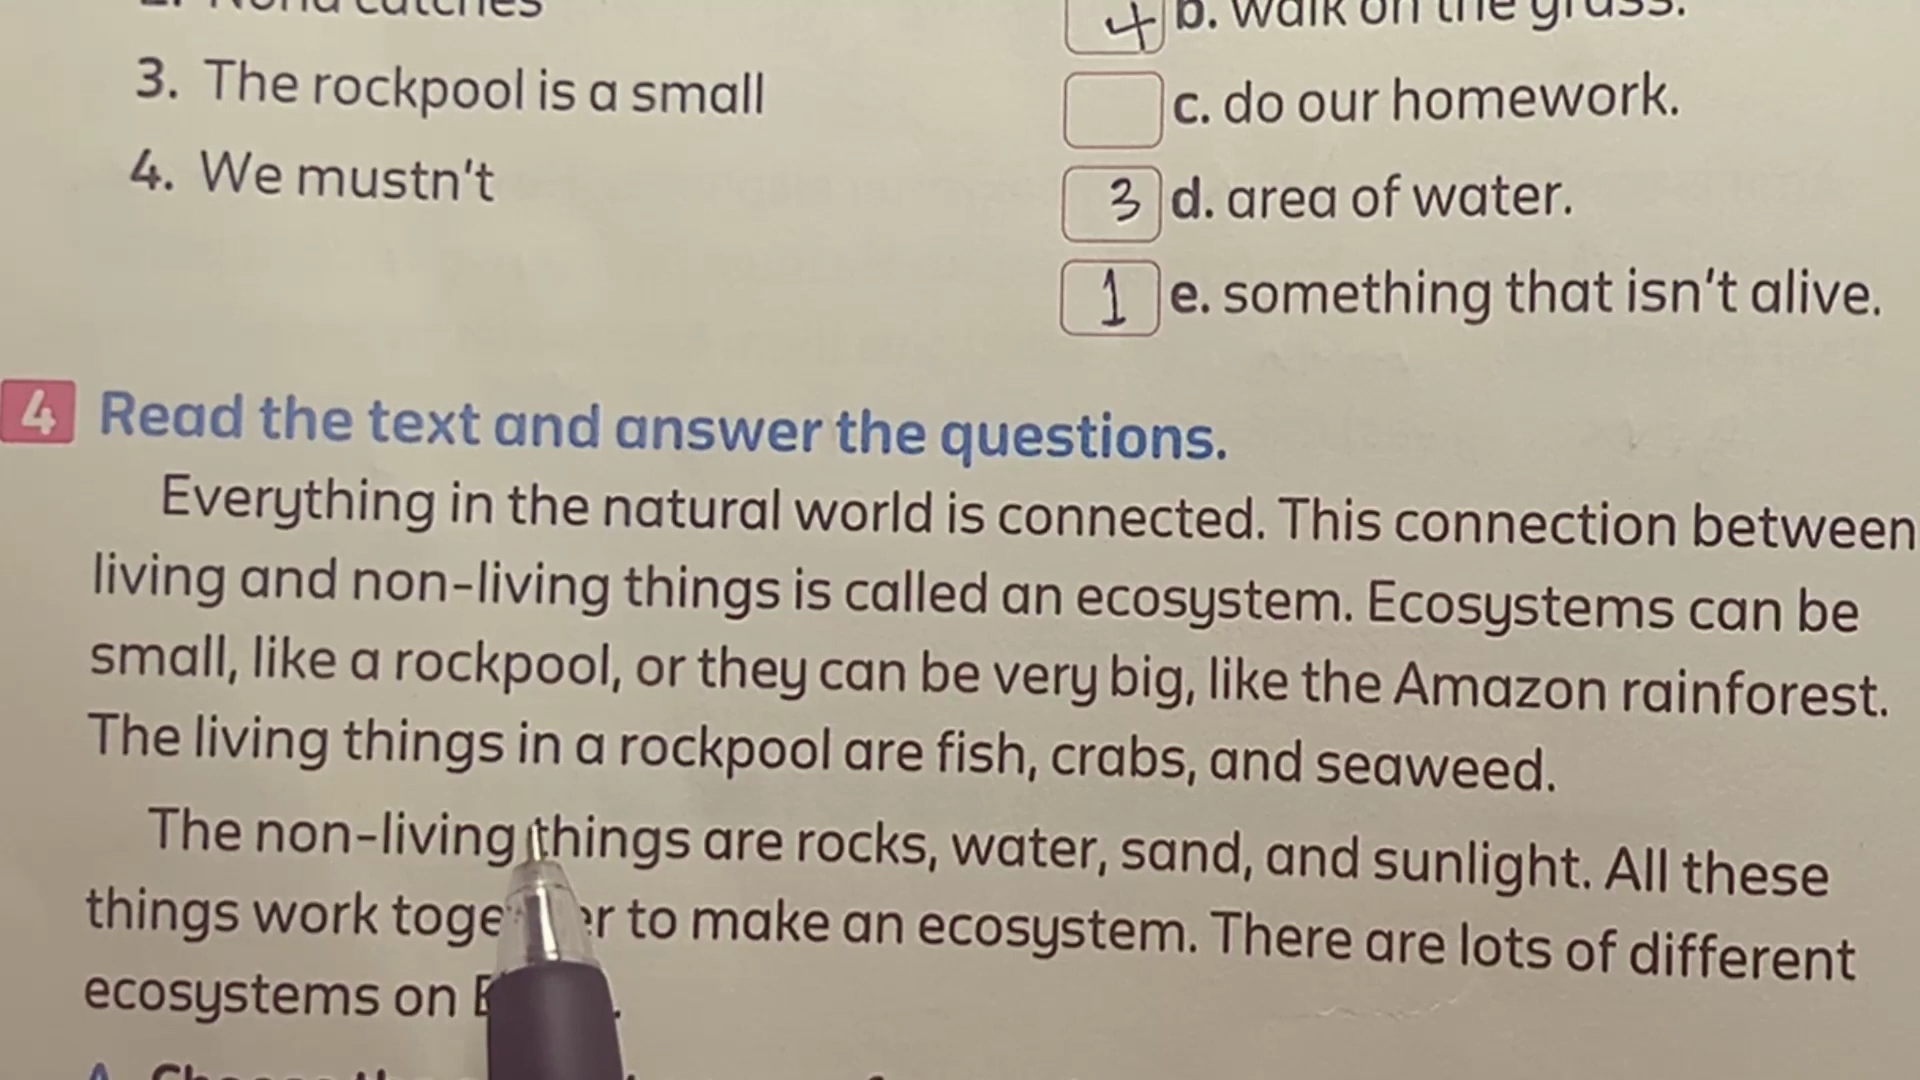 2. Nona catches
4 b. walk on the grass.
3. The rockpool is a small
c. do our homework.
4. We mustn't
3 d. area of water.
1 e. something that isn't alive.
4 Read the text and answer the questions.
Everything in the natural world is connected. This connection between
living and non-living things is called an ecosystem. Ecosystems can be
small, like a rockpool, or they can be very big, like the Amazon rainforest.
The living things in a rockpool are fish, crabs, and seaweed.
The non-living things are rocks, water, sand, and sunlight. All these
things work together to make an ecosystem. There are lots of different
ecosystems on
A. Choose